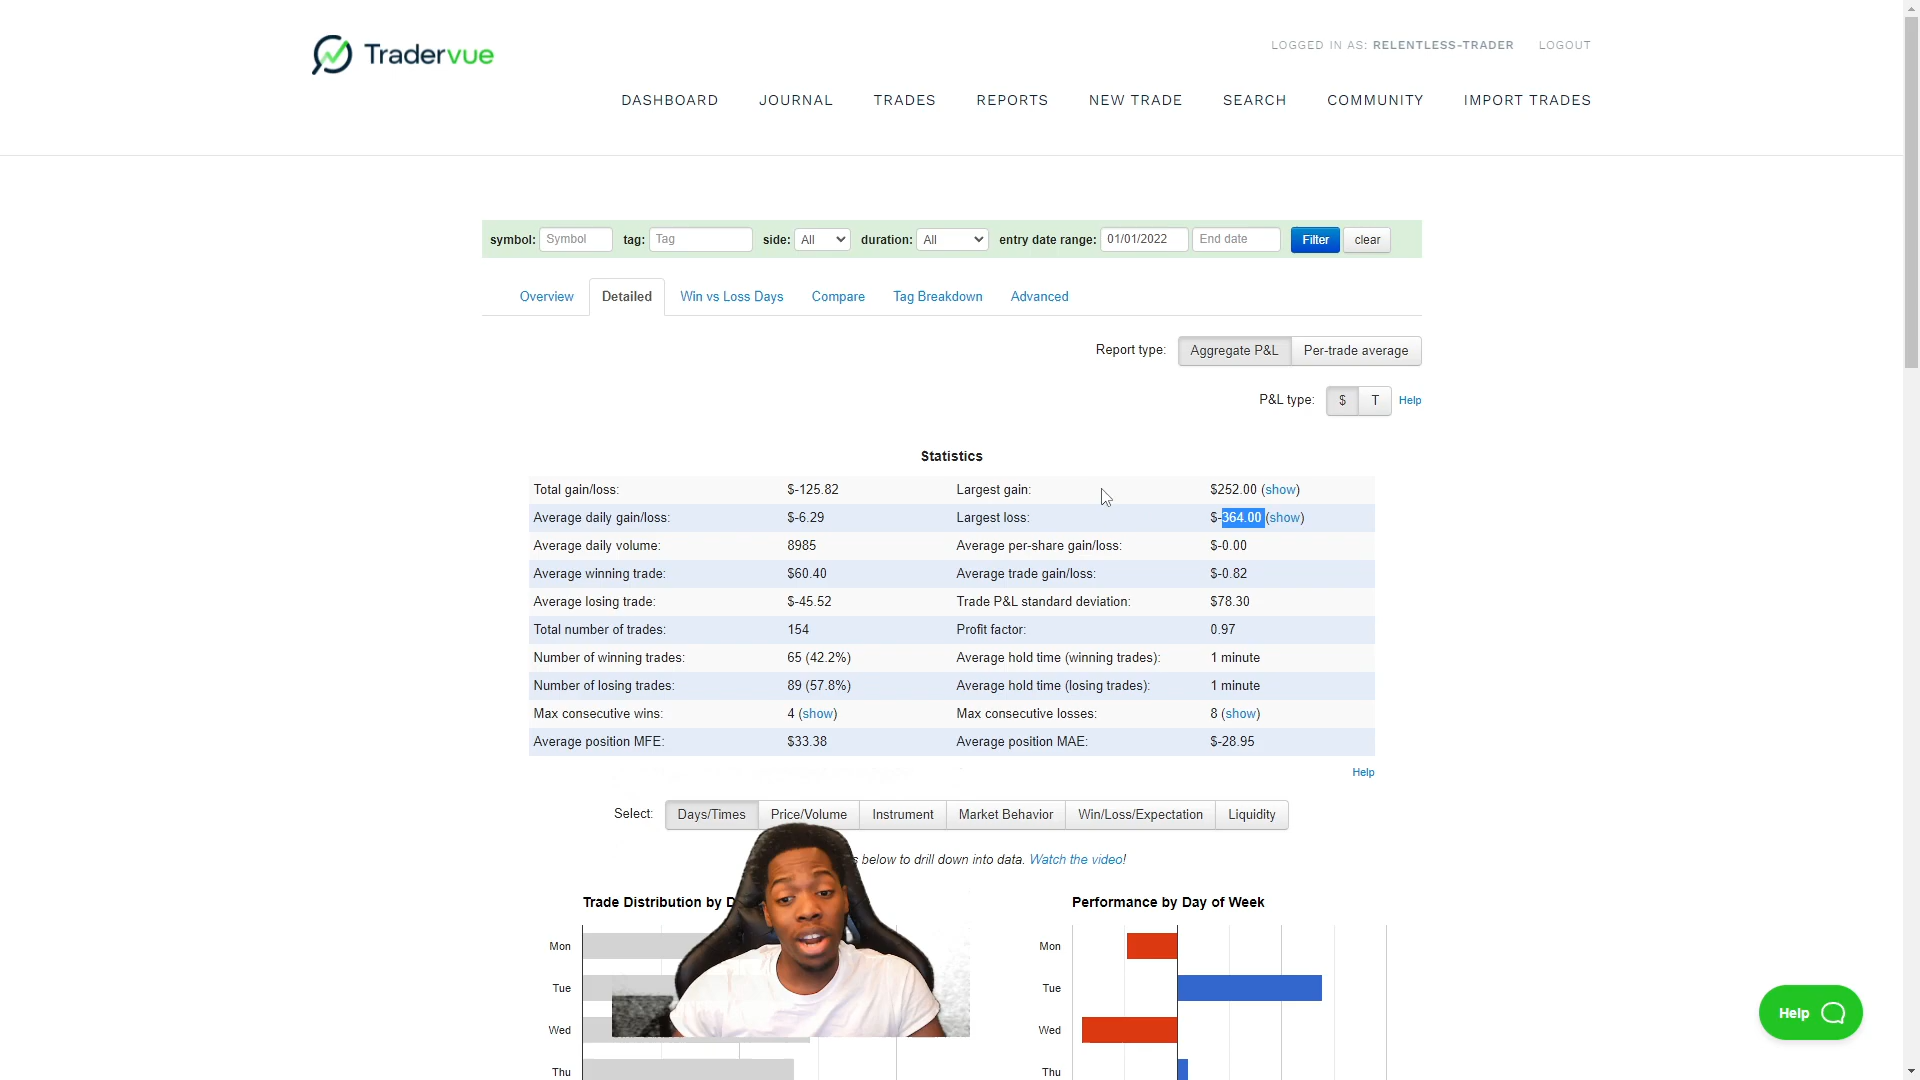 Tradervue
LOGGED IN AS: RELENTLESS-TRADER LOGOUT
DASHBOARD JOURNAL TRADES REPORTS NEW TRADE SEARCH COMMUNITY IMPORT TRADES
symbol: Symbol tag: Tag side: All duration: All entry date range: 01/01/2022 End date Filter clear
Overview Detailed Win vs Loss Days Compare Tag Breakdown Advanced
Report type: Aggregate P&L Per-trade average
P&L type: $ T Help
Statistics
Total gain/loss: $-125.82 Largest gain: $252.00 (show)
Average daily gain/loss: $-6.29 Largest loss: $-364.00 (show)
Average daily volume: 8985 Average per-share gain/loss: $-0.00
Average winning trade: $60.40 Average trade gain/loss: $-0.82
Average losing trade: $-45.52 Trade P&L standard deviation: $78.30
Total number of trades: 154 Profit factor: 0.97
Number of winning trades: 65 (42.2%) Average hold time (winning trades): 1 minute
Number of losing trades: 89 (57.8%) Average hold time (losing trades): 1 minute
Max consecutive wins: 4 (show) Max consecutive losses: 8 (show)
Average position MFE: $33.38 Average position MAE: $-28.95
Help
Select: Days/Times Price/Volume Instrument Market Behavior Win/Loss/Expectation Liquidity
below to drill down into data. Watch the video!
Trade Distribution by Performance by Day of Week
Mon Mon
Tue Tue
Wed Wed
Thu Thu
Help